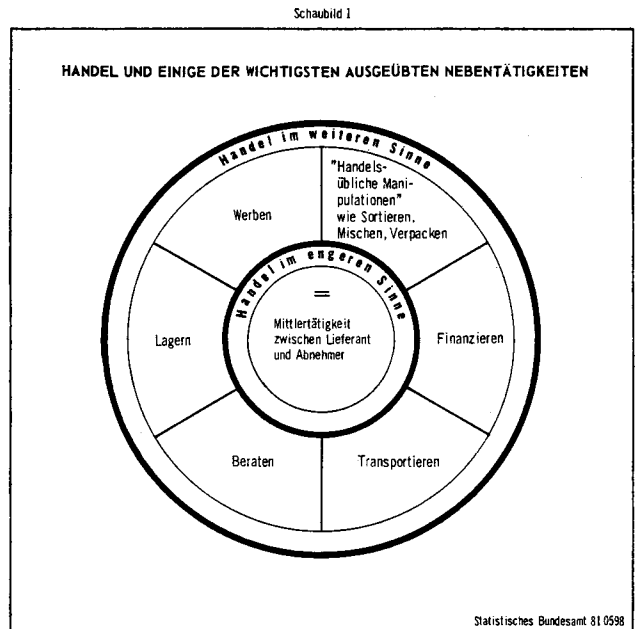 Schaubild 1
HANDEL UND EINIGE DER WICHTIGSTEN AUSGEÜBTEN NEBENTÄTIGKEITEN
Handel im weiteren Sinne
"Handels-
übliche Mani-
pulationen"
wie Sortieren,
Mischen, Verpacken
Werben
Handel im engeren Sinne
=
Mittlertätigkeit
zwischen Lieferant
und Abnehmer
Lagern
Finanzieren
Beraten
Transportieren
Statistisches Bundesamt 81 0598